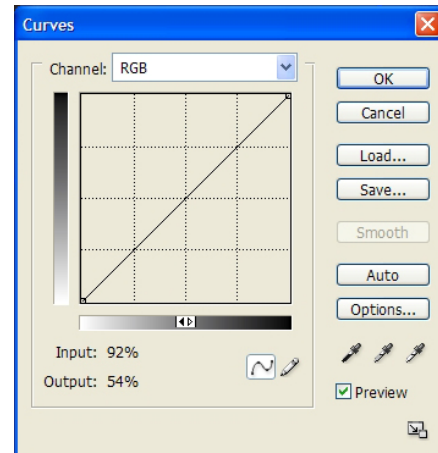 Curves
Channel: RGB
OK
Cancel
Load...
Save...
Smooth
Auto
Options...
Input: 92%
Output: 54%
Preview